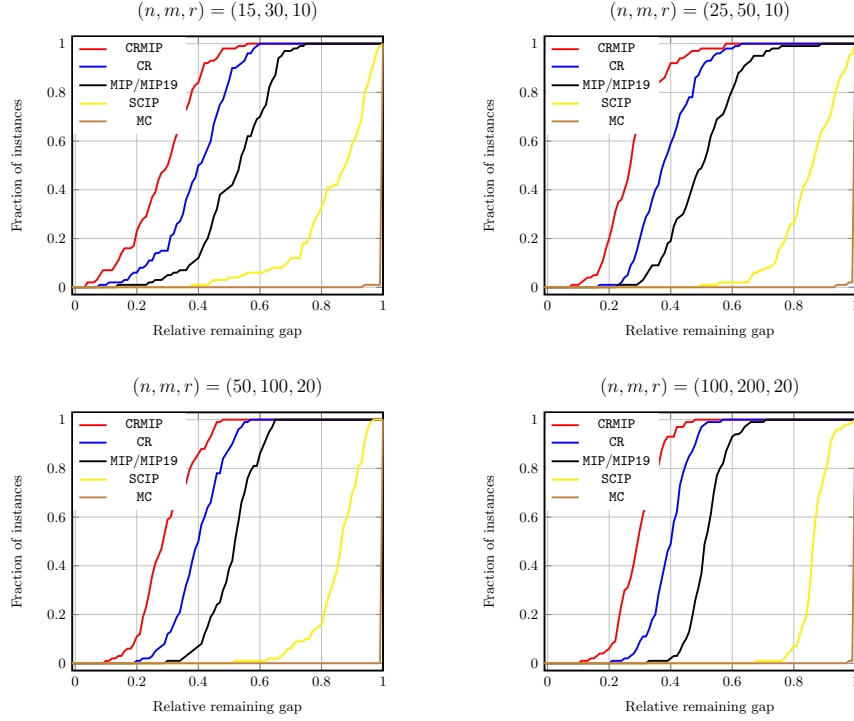 (n, m, r) = (15, 30, 10)
1
0.8
0.6
0.4
0.2
0
Fraction of instances
CRMIP
CR
MIP/MIP19
SCIP
MC
0 0.2 0.4 0.6 0.8 1
Relative remaining gap
(n, m, r) = (25, 50, 10)
1
0.8
0.6
0.4
0.2
0
Fraction of instances
CRMIP
CR
MIP/MIP19
SCIP
MC
0 0.2 0.4 0.6 0.8 1
Relative remaining gap
(n, m, r) = (50, 100, 20)
1
0.8
0.6
0.4
0.2
0
Fraction of instances
CRMIP
CR
MIP/MIP19
SCIP
MC
0 0.2 0.4 0.6 0.8 1
Relative remaining gap
(n, m, r) = (100, 200, 20)
1
0.8
0.6
0.4
0.2
0
Fraction of instances
CRMIP
CR
MIP/MIP19
SCIP
MC
0 0.2 0.4 0.6 0.8 1
Relative remaining gap